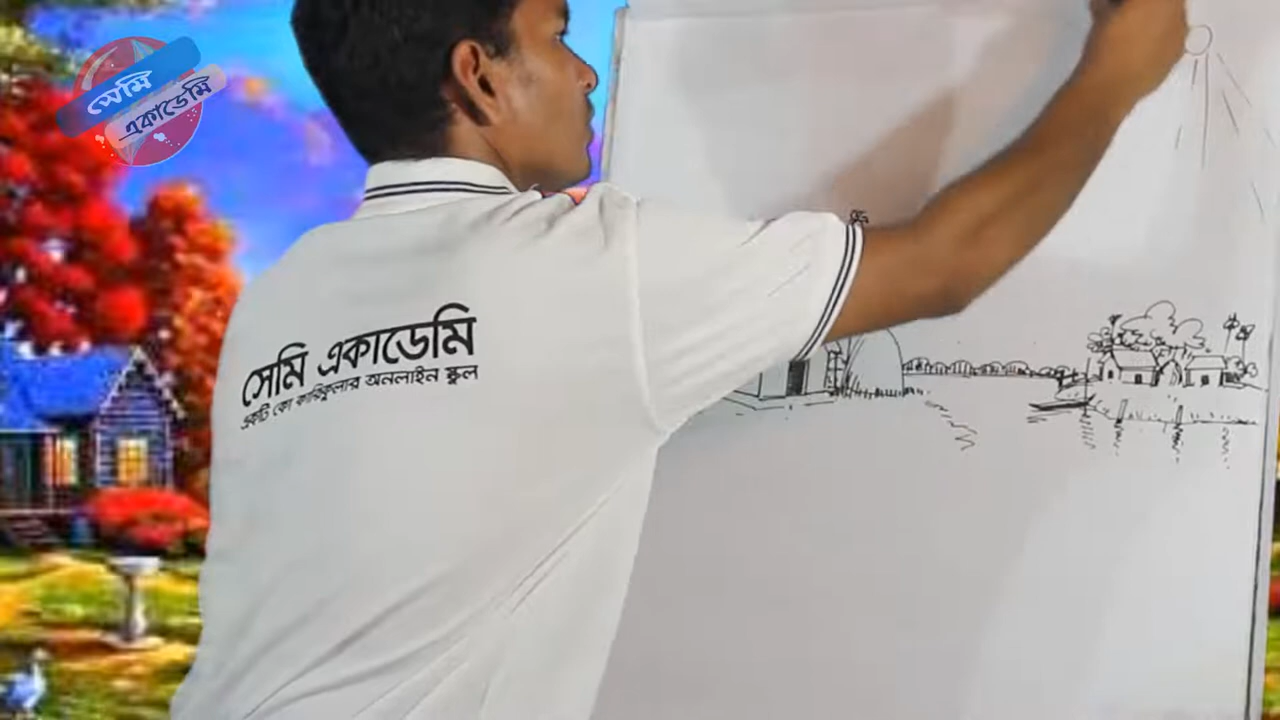 সেমি
একাডেমি
সেমি একাডেমি
একটি কো কারিকুলার অনলাইন স্কুল